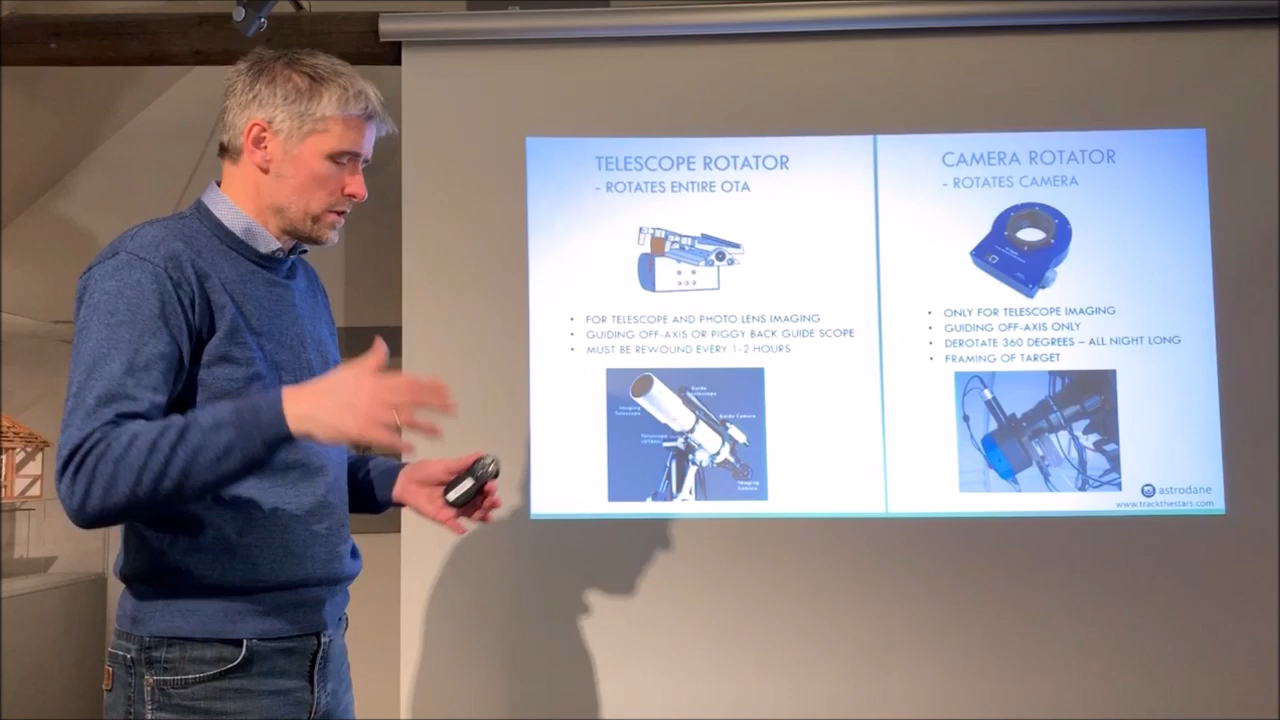 TELESCOPE ROTATOR
- ROTATES ENTIRE OTA
• FOR TELESCOPE AND PHOTO LENS IMAGING
• GUIDING OFF-AXIS OR PIGGY BACK GUIDE SCOPE
• MUST BE REWOUND EVERY 1-2 HOURS
Guide
Telescope
Imaging
Telescope
Guide Camera
Telescope
Imaging
Camera
CAMERA ROTATOR
- ROTATES CAMERA
• ONLY FOR TELESCOPE IMAGING
• GUIDING OFF-AXIS ONLY
• DEROTATE 360 DEGREES – ALL NIGHT LONG
• FRAMING OF TARGET
astrodane
www.trackthestars.com